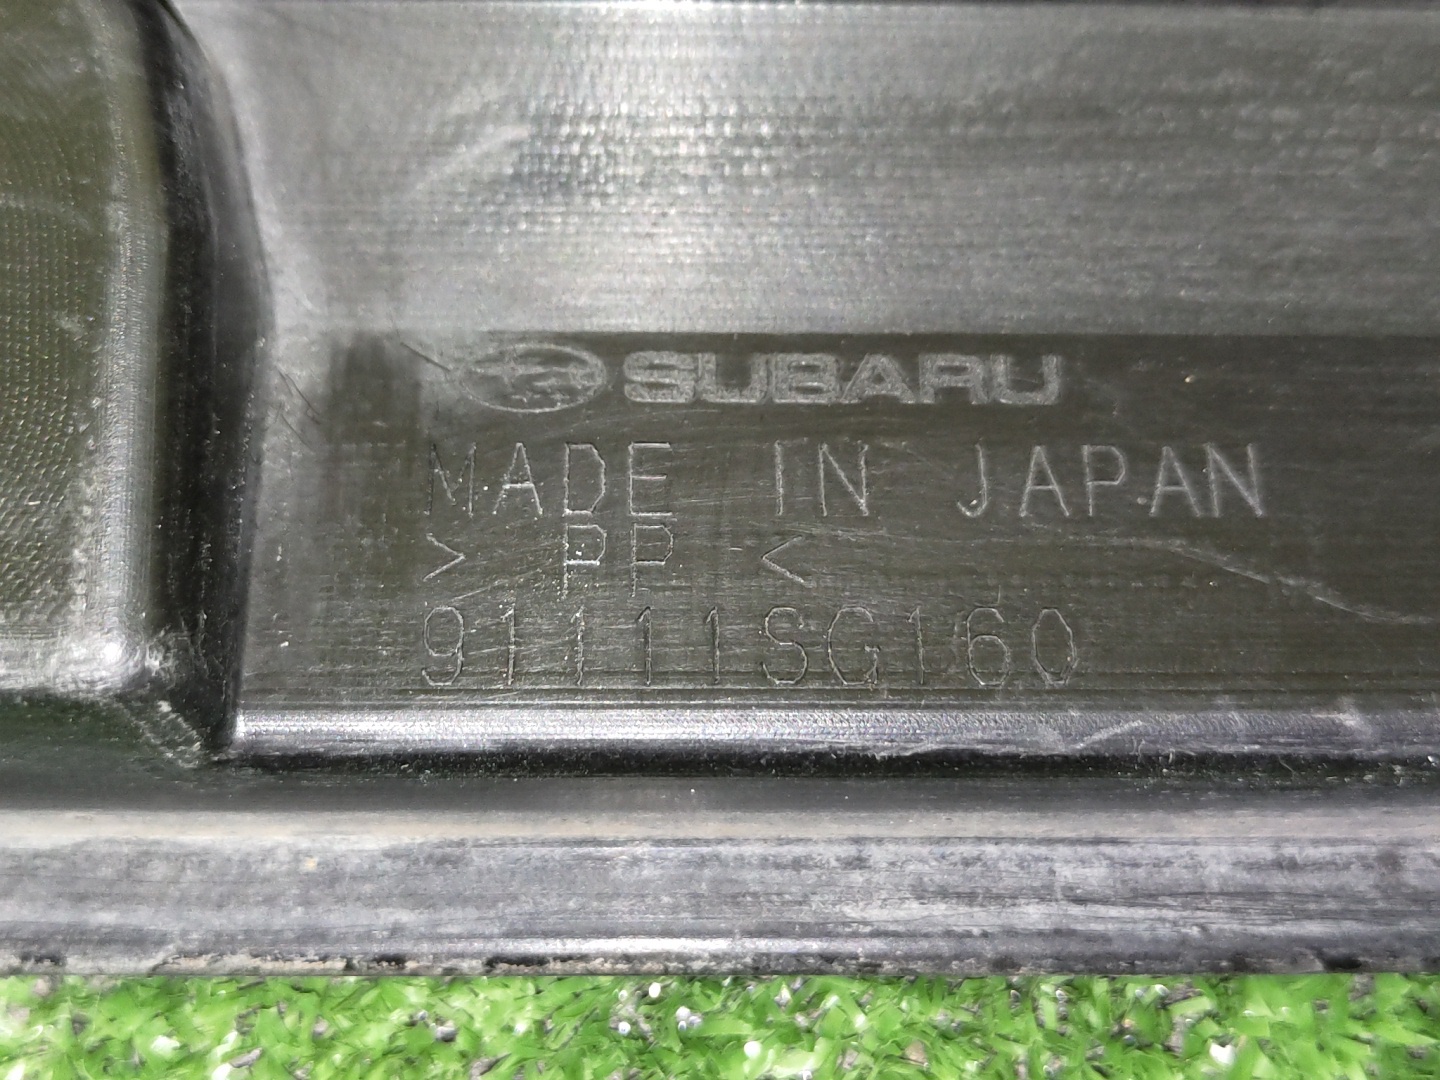 SUBARU
MADE IN JAPAN
> PP <
91111SG160